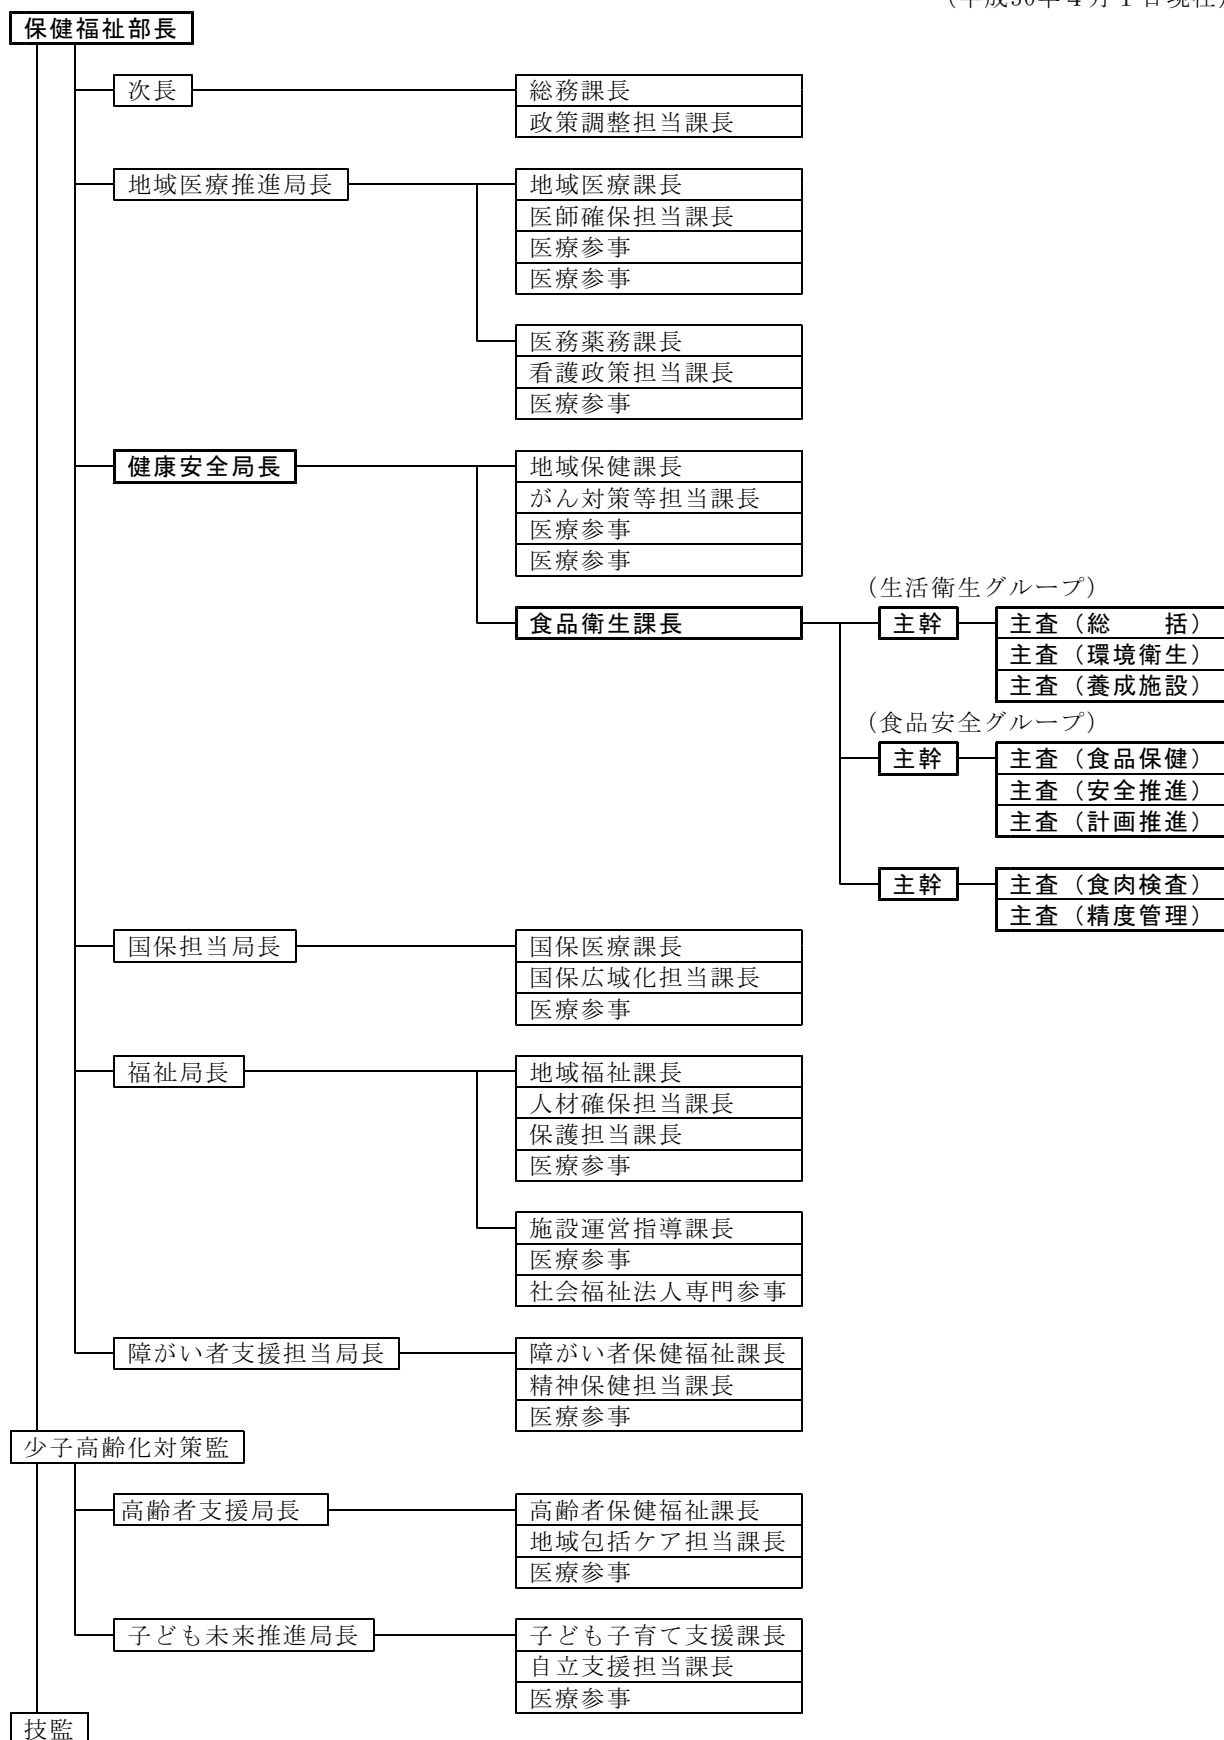 (平成30年4月1日現在)
保健福祉部長
次長
総務課長
政策調整担当課長
地域医療推進局長
地域医療課長
医師確保担当課長
医療参事
医療参事
医務薬務課長
看護政策担当課長
医療参事
健康安全局長
地域保健課長
がん対策等担当課長
医療参事
医療参事
(生活衛生グループ)
食品衛生課長
主幹
主査(総 括)
主査(環境衛生)
主査(養成施設)
(食品安全グループ)
主幹
主査(食品保健)
主査(安全推進)
主査(計画推進)
主幹
主査(食肉検査)
主査(精度管理)
国保担当局長
国保医療課長
国保広域化担当課長
医療参事
福祉局長
地域福祉課長
人材確保担当課長
保護担当課長
医療参事
施設運営指導課長
医療参事
社会福祉法人専門参事
障がい者支援担当局長
障がい者保健福祉課長
精神保健担当課長
医療参事
少子高齢化対策監
高齢者支援局長
高齢者保健福祉課長
地域包括ケア担当課長
医療参事
子ども未来推進局長
子ども子育て支援課長
自立支援担当課長
医療参事
技監